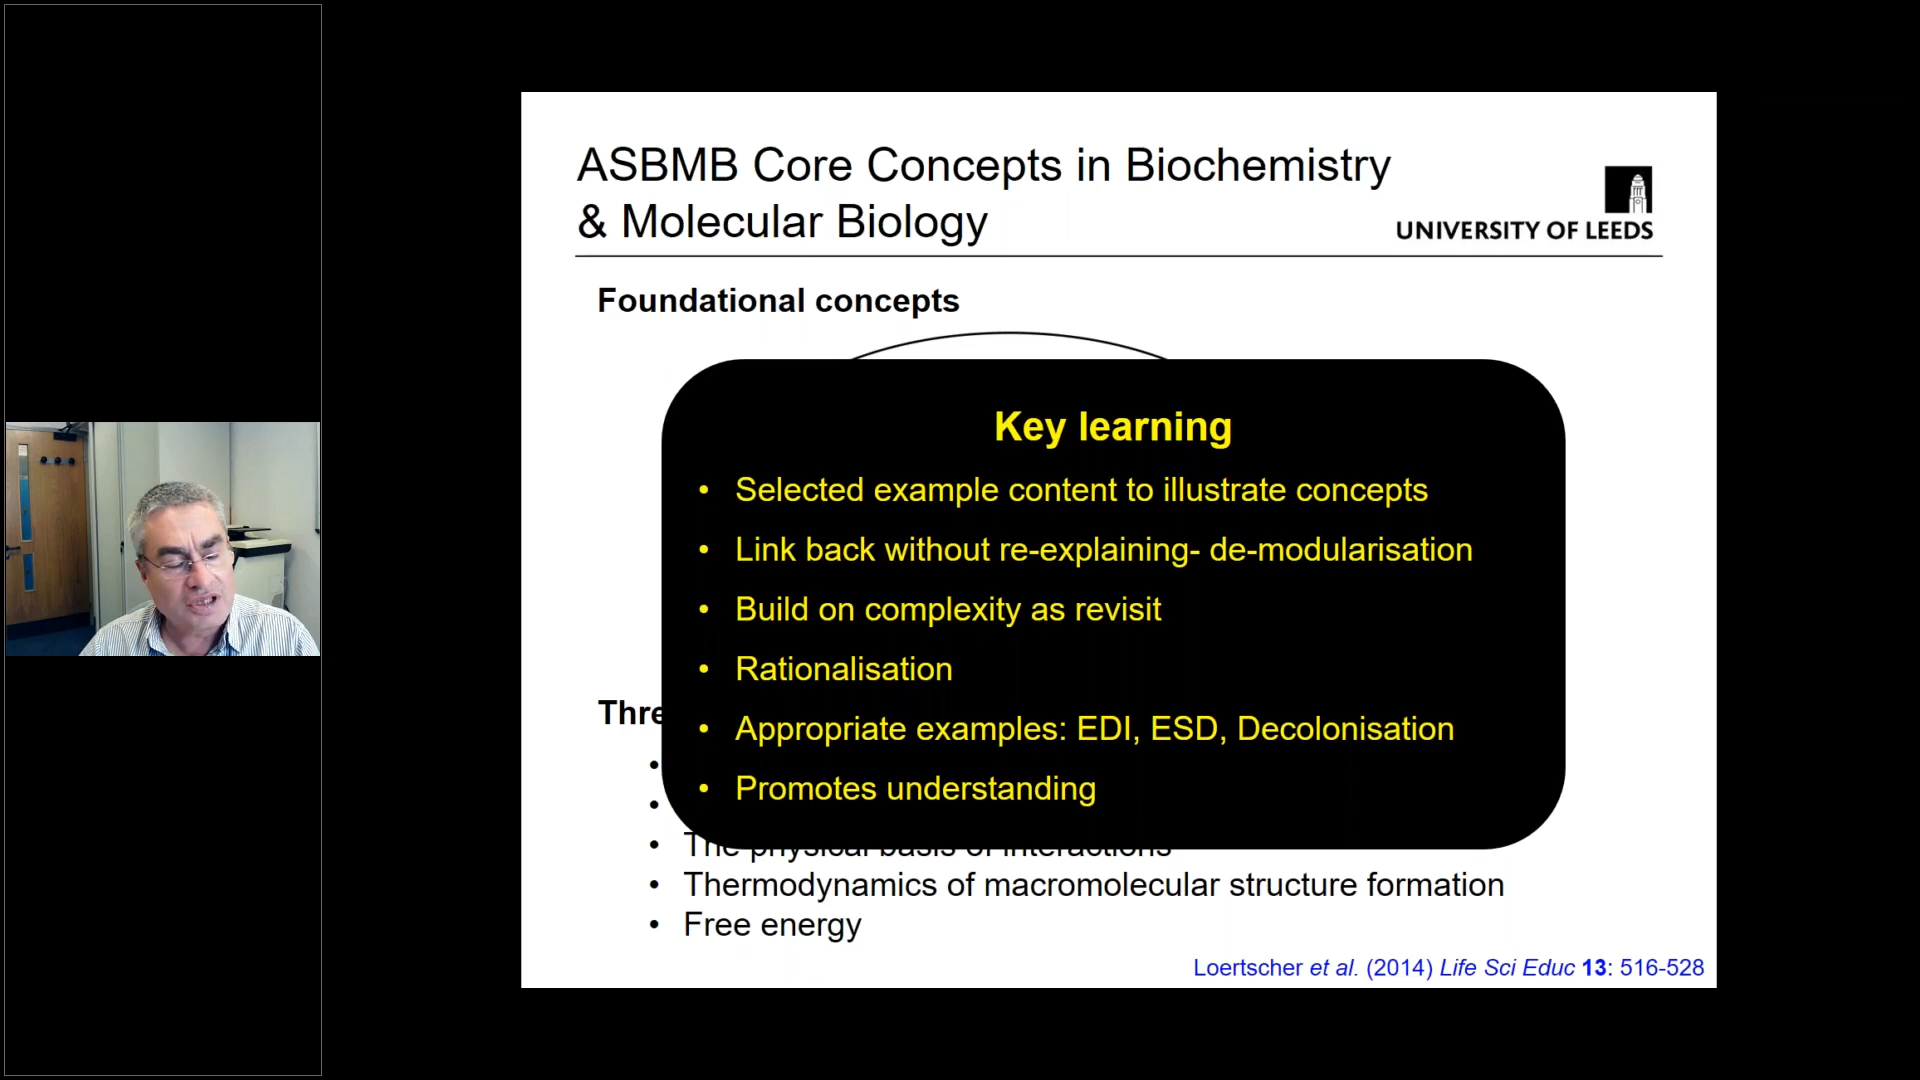 ASBMB Core Concepts in Biochemistry
& Molecular Biology
UNIVERSITY OF LEEDS
Foundational concepts
Key learning
• Selected example content to illustrate concepts
• Link back without re-explaining- de-modularisation
• Build on complexity as revisit
• Rationalisation
• Appropriate examples: EDI, ESD, Decolonisation
• Promotes understanding
Thre
•
•
• The physical basis of interactions
• Thermodynamics of macromolecular structure formation
• Free energy
Loertscher et al. (2014) Life Sci Educ 13: 516-528